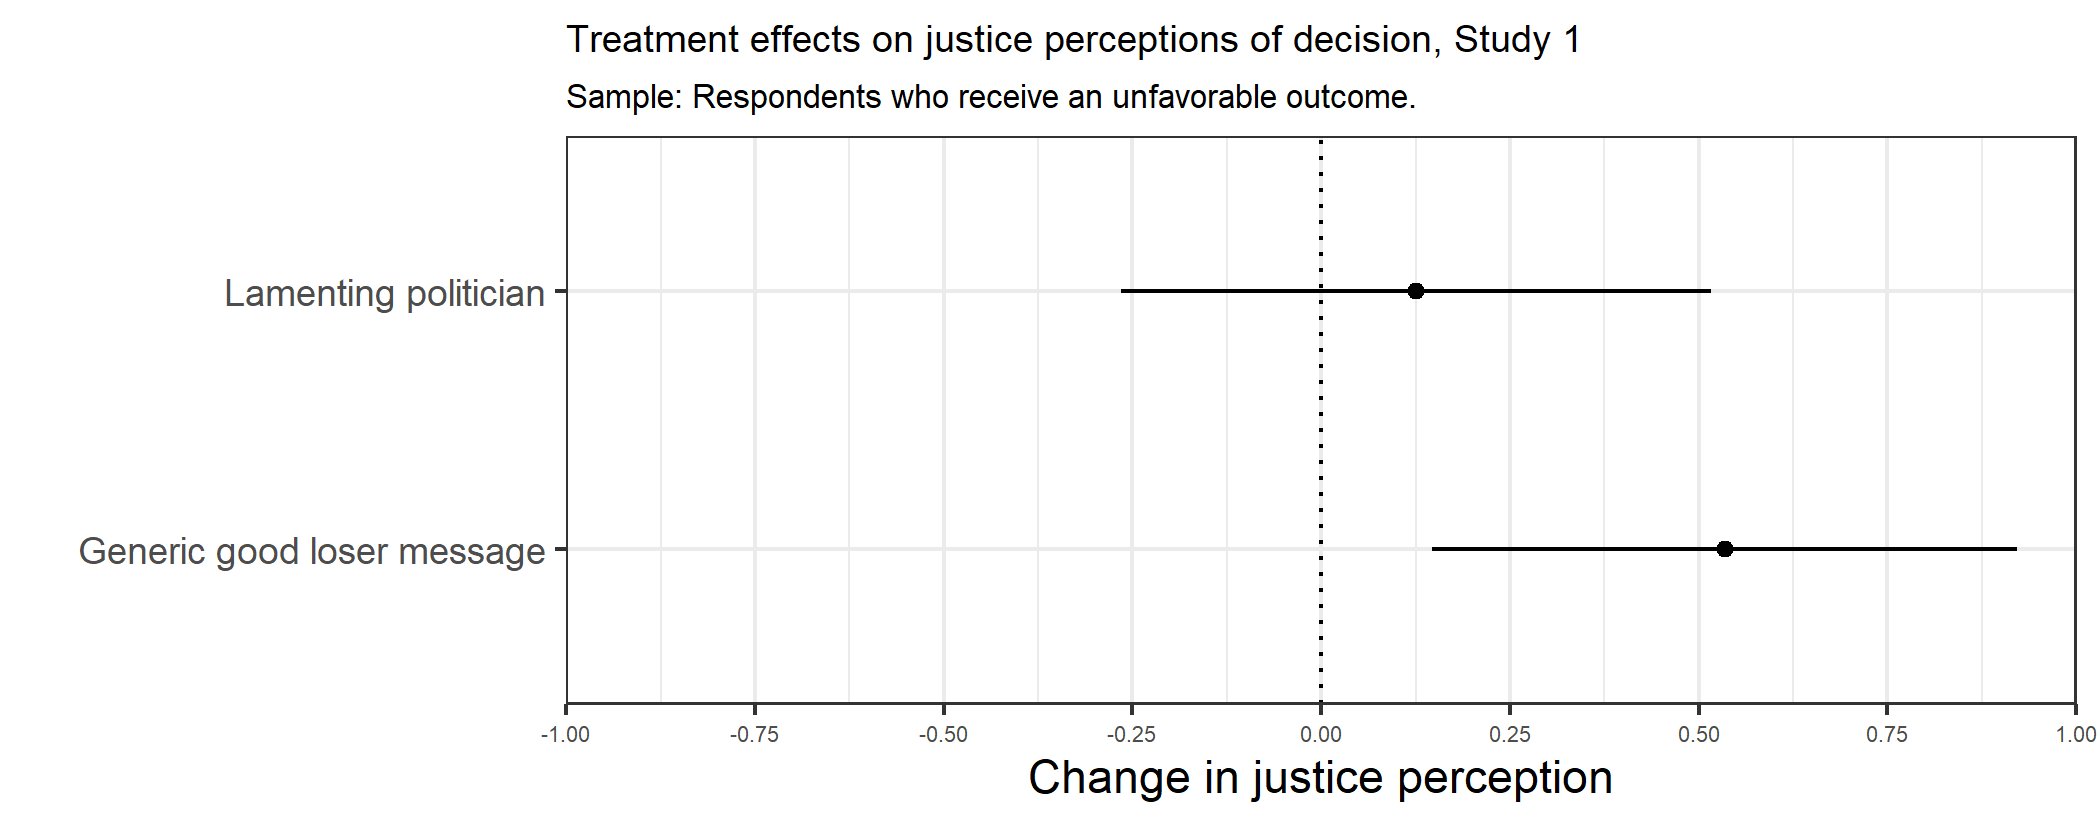 Treatment effects on justice perceptions of decision, Study 1
Sample: Respondents who receive an unfavorable outcome.
Lamenting politician
Generic good loser message
-1.00 -0.75 -0.50 -0.25 0.00 0.25 0.50 0.75 1.00
Change in justice perception